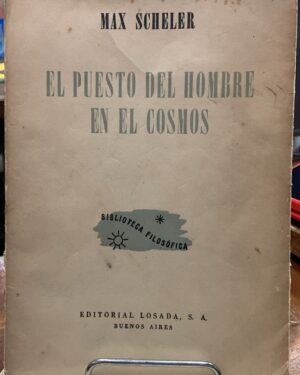 MAX SCHELER
EL PUESTO DEL HOMBRE
EN EL COSMOS
BIBLIOTECA FILOSÓFICA
EDITORIAL LOSADA, S. A.
BUENOS AIRES